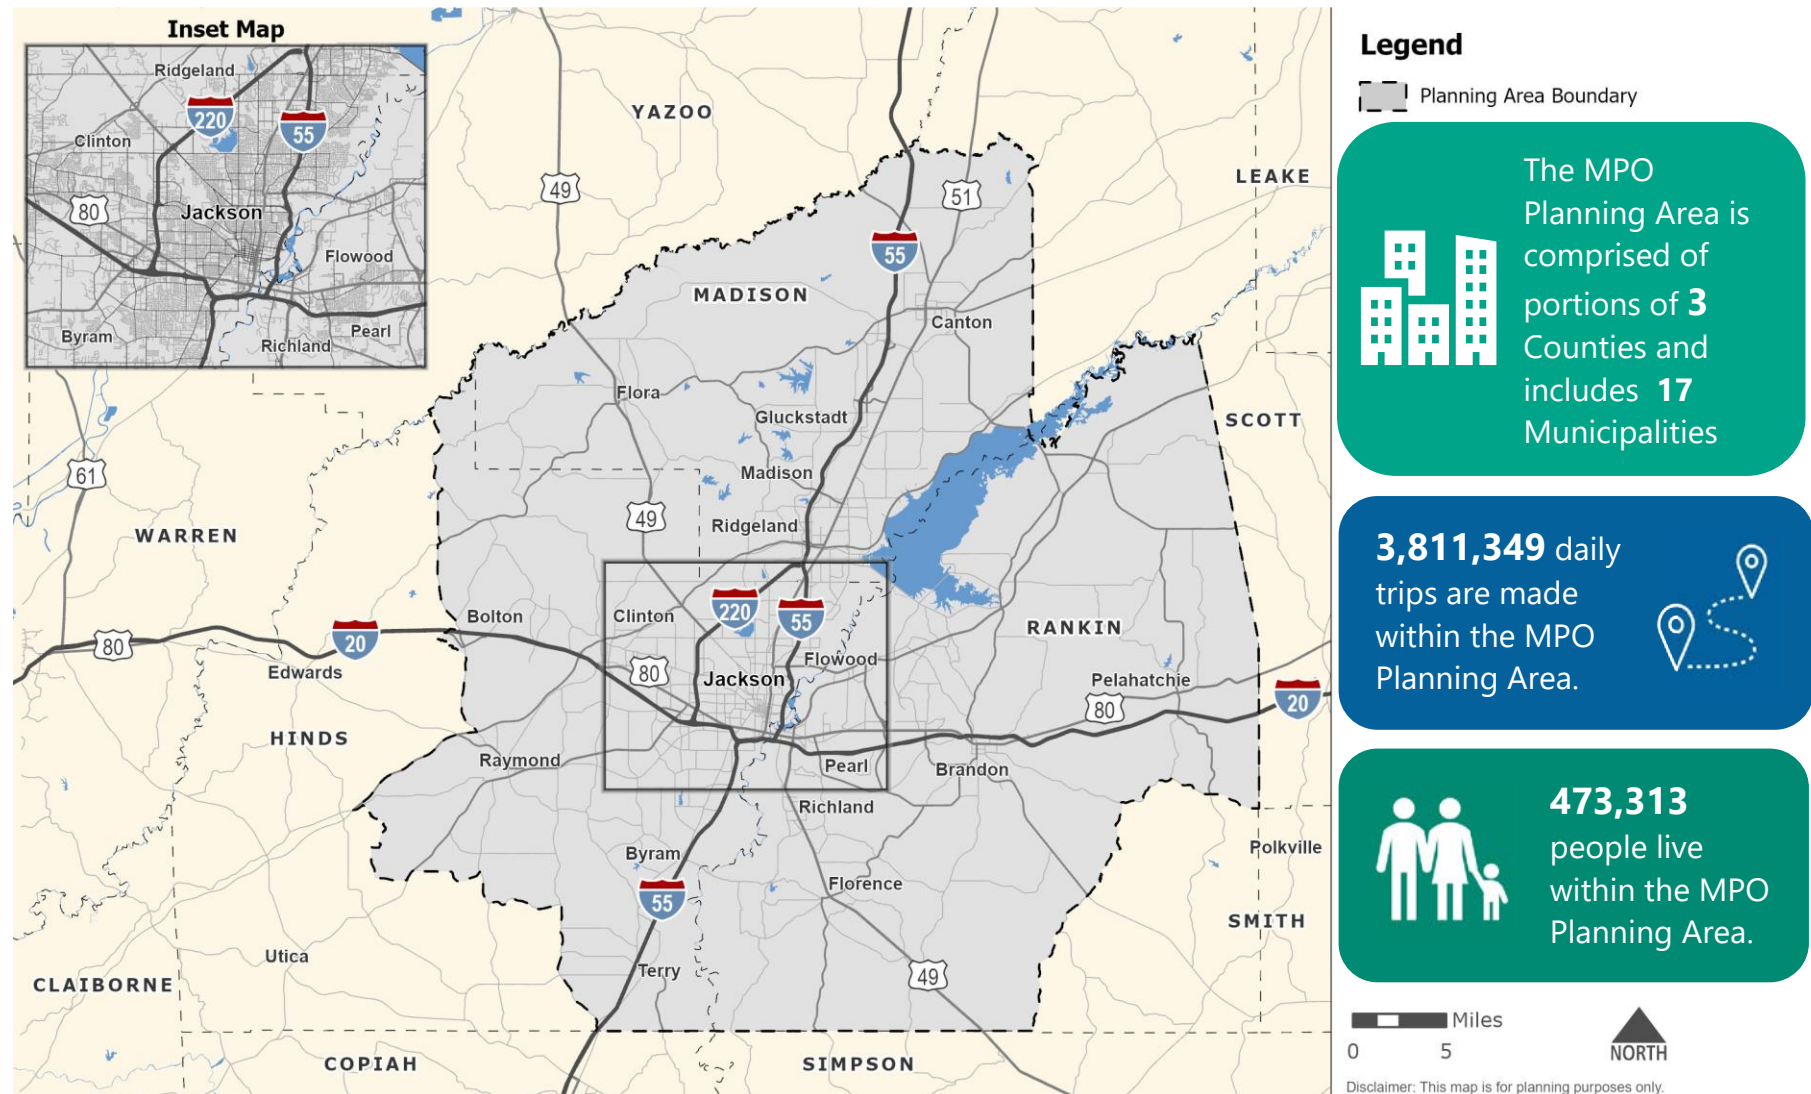 Inset Map
Ridgeland
220
55
Clinton
80
Jackson
Flowood
Byram
Pearl
Richland
YAZOO
49
51
LEAKE
55
MADISON
Canton
Flora
Gluckstadt
SCOTT
61
Madison
49
Ridgeland
WARREN
Bolton
Clinton
220
55
RANKIN
80
20
Edwards
80
Flowood
Jackson
Pelahatchie
80
20
HINDS
Raymond
Pearl
Brandon
Richland
Byram
Polkville
Florence
55
SMITH
Utica
Terry
49
CLAIBORNE
COPIAH
SIMPSON
Legend
Planning Area Boundary
The MPO
Planning Area is
comprised of
portions of 3
Counties and
includes 17
Municipalities
3,811,349 daily
trips are made
within the MPO
Planning Area.
473,313
people live
within the MPO
Planning Area.
Miles
0 5
NORTH
Disclaimer: This map is for planning purposes only.